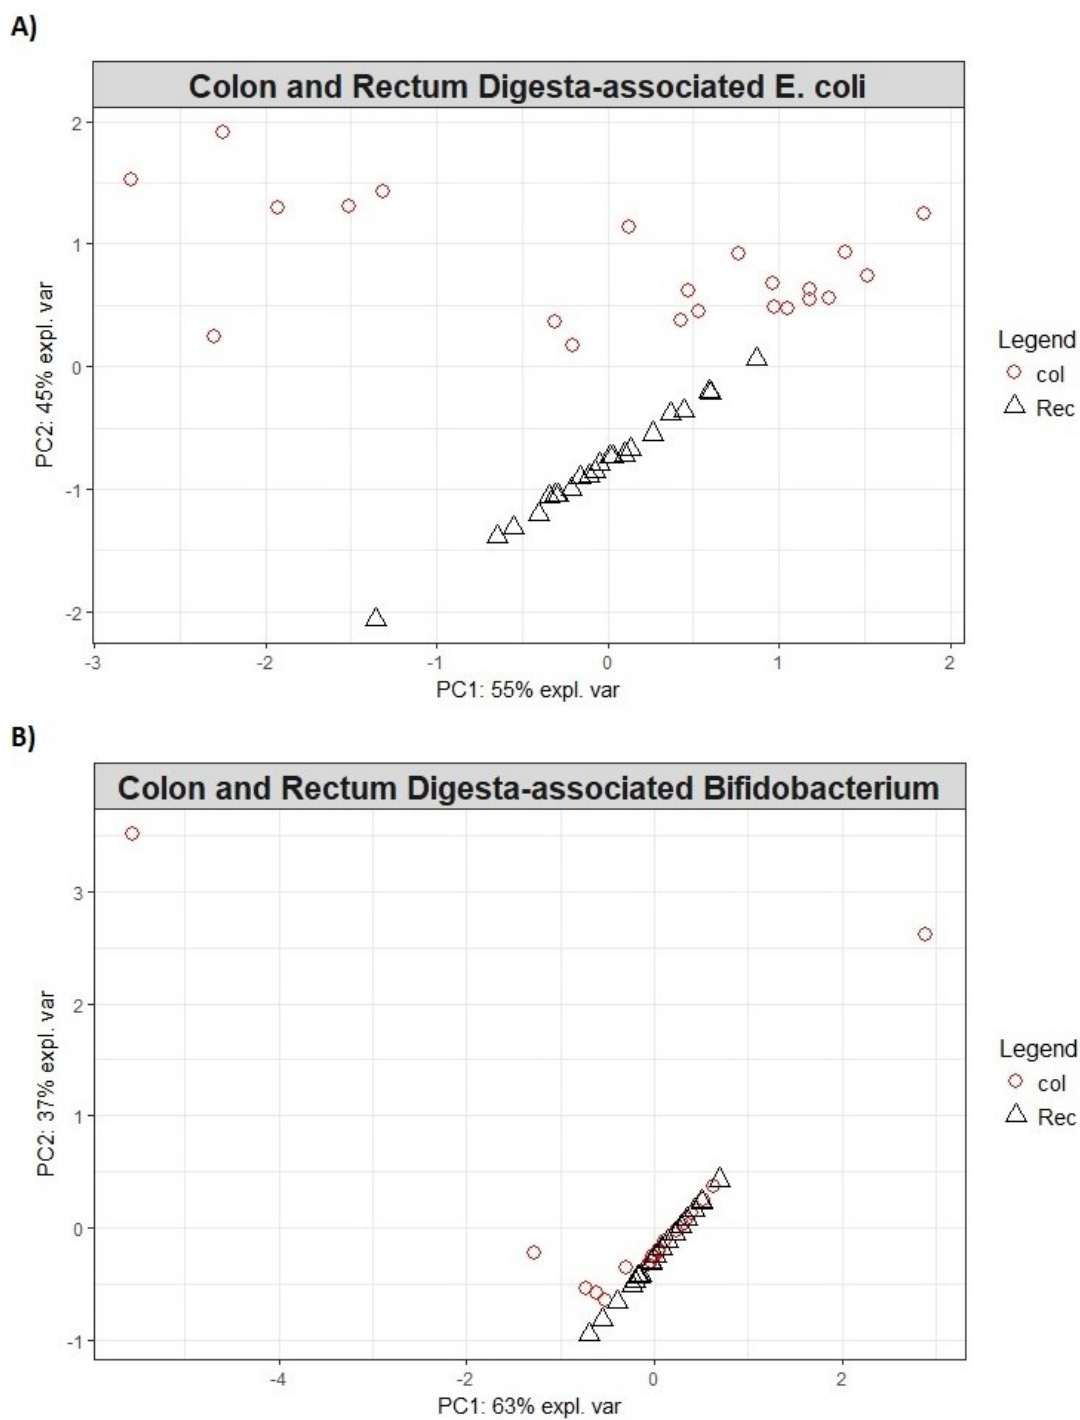 A)
Colon and Rectum Digesta-associated E. coli
2
1
0
-1
-2
PC2: 45% expl. var
-3
-2
-1
0
1
2
PC1: 55% expl. var
Legend
col
Rec
B)
Colon and Rectum Digesta-associated Bifidobacterium
3
2
1
0
-1
PC2: 37% expl. var
-4
-2
0
2
PC1: 63% expl. var
Legend
col
Rec